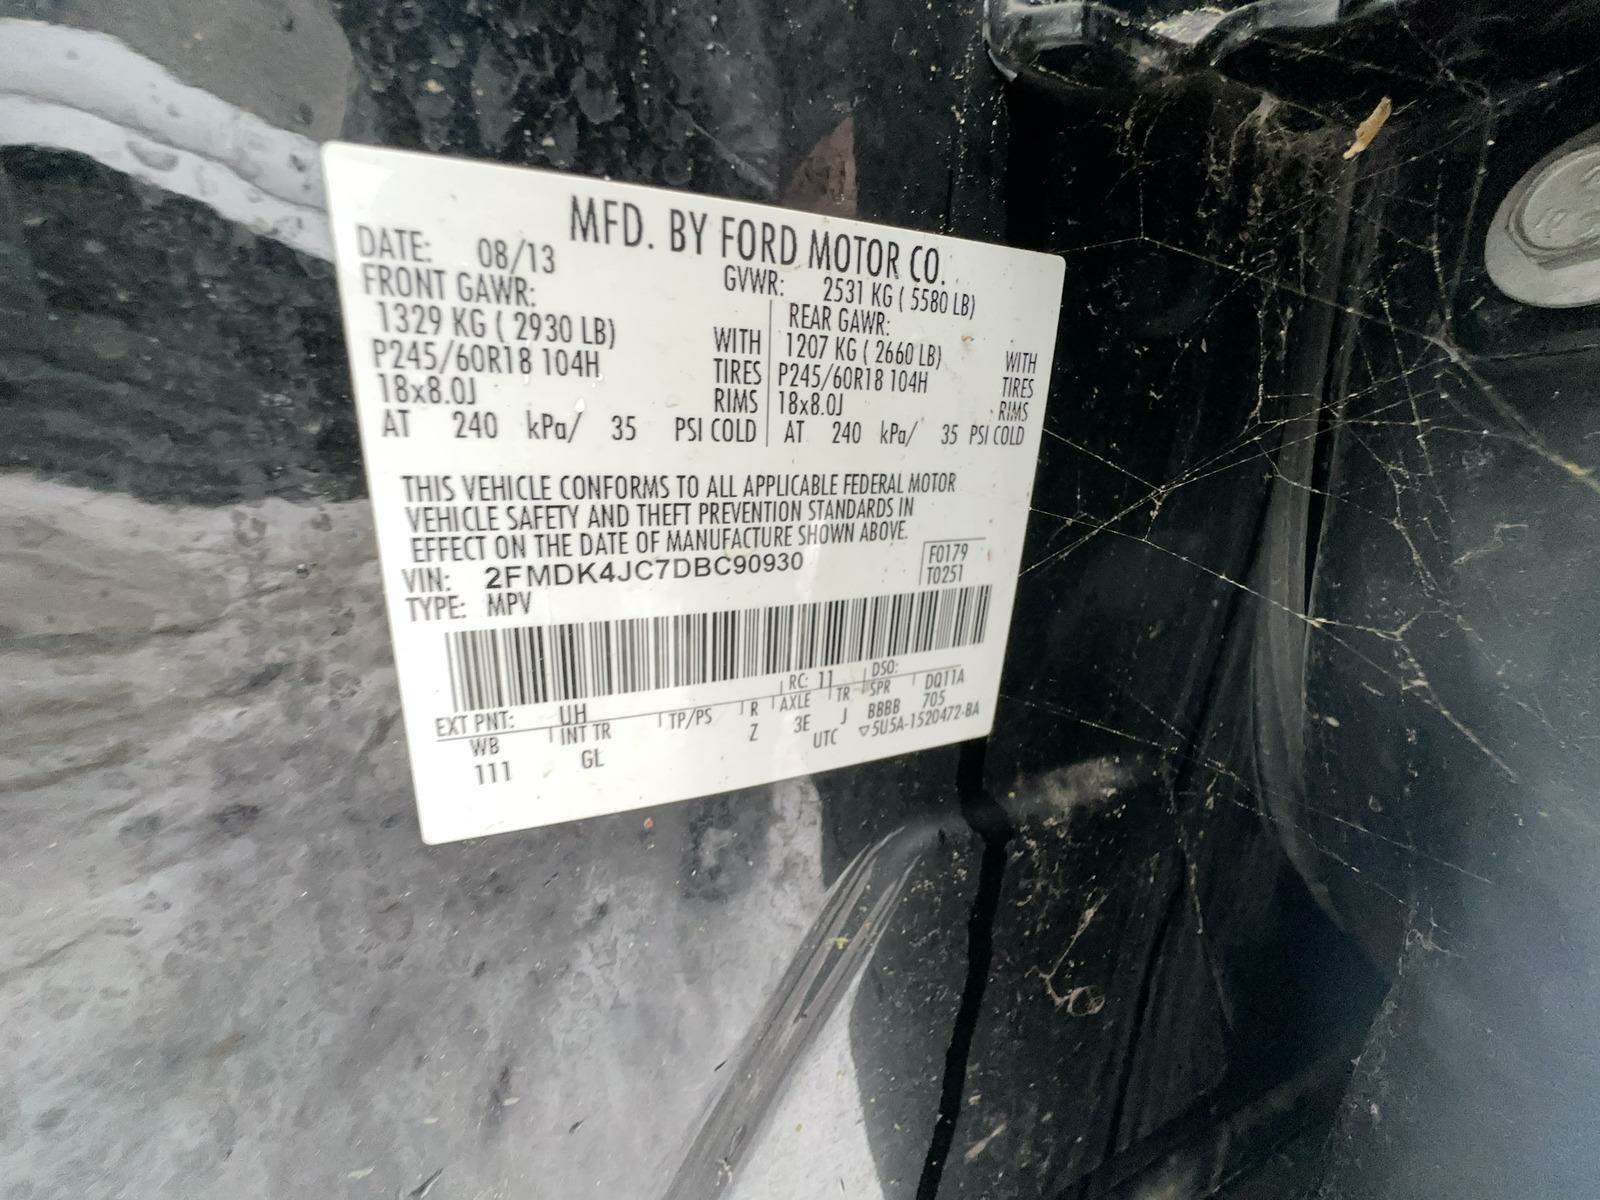 MFD. BY FORD MOTOR CO.
DATE: 08/13 GVWR: 2531 KG ( 5580 LB)
FRONT GAWR: REAR GAWR:
1329 KG ( 2930 LB) WITH 1207 KG ( 2660 LB) WITH
P245/60R18 104H TIRES P245/60R18 104H TIRES
18x8.0J RIMS 18x8.0J RIMS
AT 240 kPa/ 35 PSI COLD AT 240 kPa/ 35 PSI COLD
THIS VEHICLE CONFORMS TO ALL APPLICABLE FEDERAL MOTOR
VEHICLE SAFETY AND THEFT PREVENTION STANDARDS IN
EFFECT ON THE DATE OF MANUFACTURE SHOWN ABOVE.
VIN: 2FMDK4JC7DBC90930 F0179
TYPE: MPV T0251
EXT PNT: UH RC: 11 DSO:
WB INT TR TP/PS R AXLE TR SPR DQ11A
111 GL Z 3E J BBBB 705
UTC ▽5U5A-1520472-BA